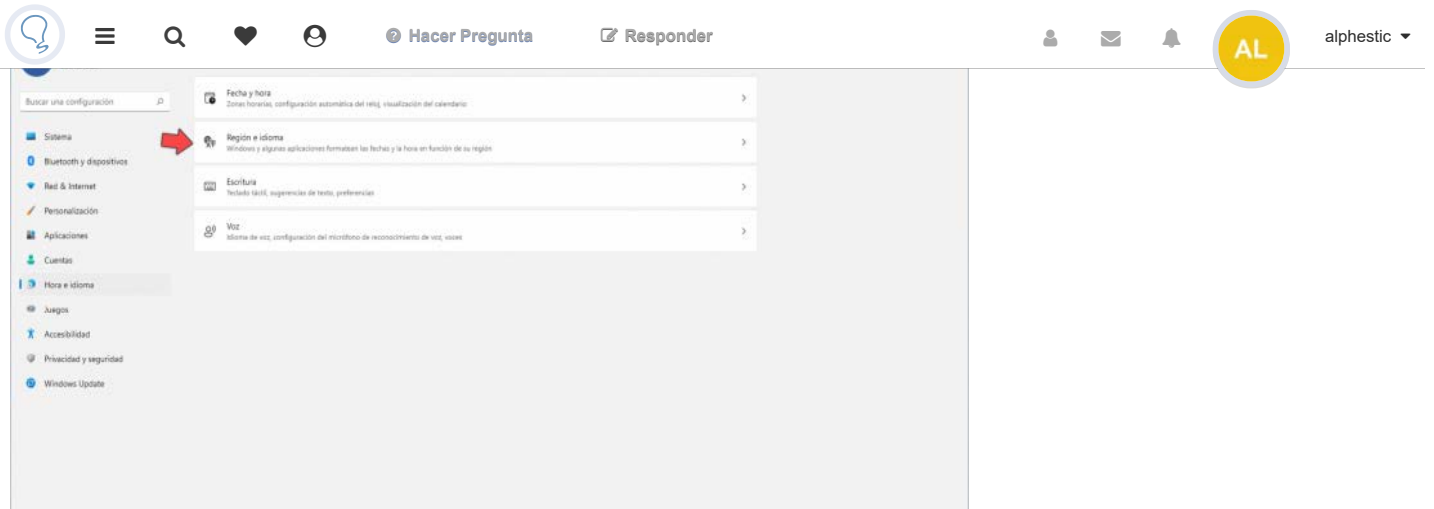 Hacer Pregunta
Responder
AL
alphestic
Buscar una configuración
Sistema
Bluetooth y dispositivos
Red & Internet
Personalización
Aplicaciones
Cuentas
Hora e idioma
Juegos
Accesibilidad
Privacidad y seguridad
Windows Update
Fecha y hora
Zonas horarias, configuración automática del reloj, visualización del calendario
Región e idioma
Windows y algunas aplicaciones formatean las fechas y la hora en función de su región
Escritura
Teclado táctil, sugerencias de texto, preferencias
Voz
Idioma de voz, configuración del micrófono de reconocimiento de voz, voces